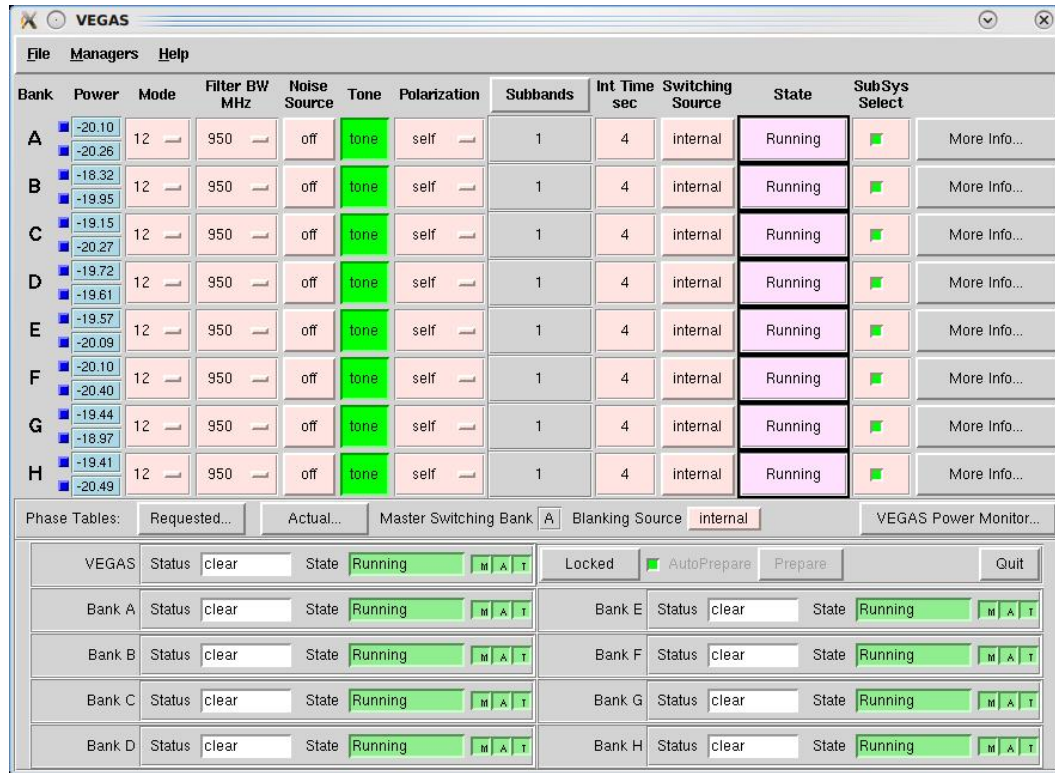 VEGAS
File Managers Help
Bank Power Mode Filter BW MHz Noise Source Tone Polarization Subbands Int Time sec Switching Source State SubSys Select
A -20.10 -20.26 12 950 off tone self 1 4 internal Running More Info...
B -18.32 -19.95 12 950 off tone self 1 4 internal Running More Info...
C -19.15 -20.27 12 950 off tone self 1 4 internal Running More Info...
D -19.72 -19.61 12 950 off tone self 1 4 internal Running More Info...
E -19.57 -20.09 12 950 off tone self 1 4 internal Running More Info...
F -20.10 -20.40 12 950 off tone self 1 4 internal Running More Info...
G -19.44 -18.97 12 950 off tone self 1 4 internal Running More Info...
H -19.41 -20.49 12 950 off tone self 1 4 internal Running More Info...
Phase Tables: Requested... Actual... Master Switching Bank A Blanking Source internal VEGAS Power Monitor...
VEGAS Status clear State Running M A T Locked AutoPrepare Prepare Quit
Bank A Status clear State Running M A T Bank E Status clear State Running M A T
Bank B Status clear State Running M A T Bank F Status clear State Running M A T
Bank C Status clear State Running M A T Bank G Status clear State Running M A T
Bank D Status clear State Running M A T Bank H Status clear State Running M A T